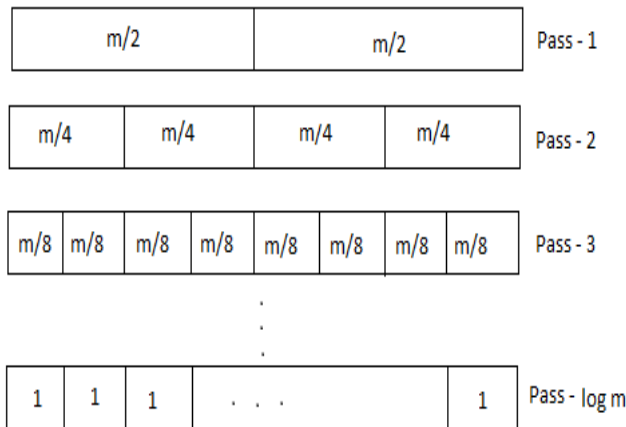 m/2 m/2 Pass - 1
m/4 m/4 m/4 m/4 Pass - 2
m/8 m/8 m/8 m/8 m/8 m/8 m/8 m/8 Pass - 3
.
.
.
1 1 1 . . . 1 Pass - log m